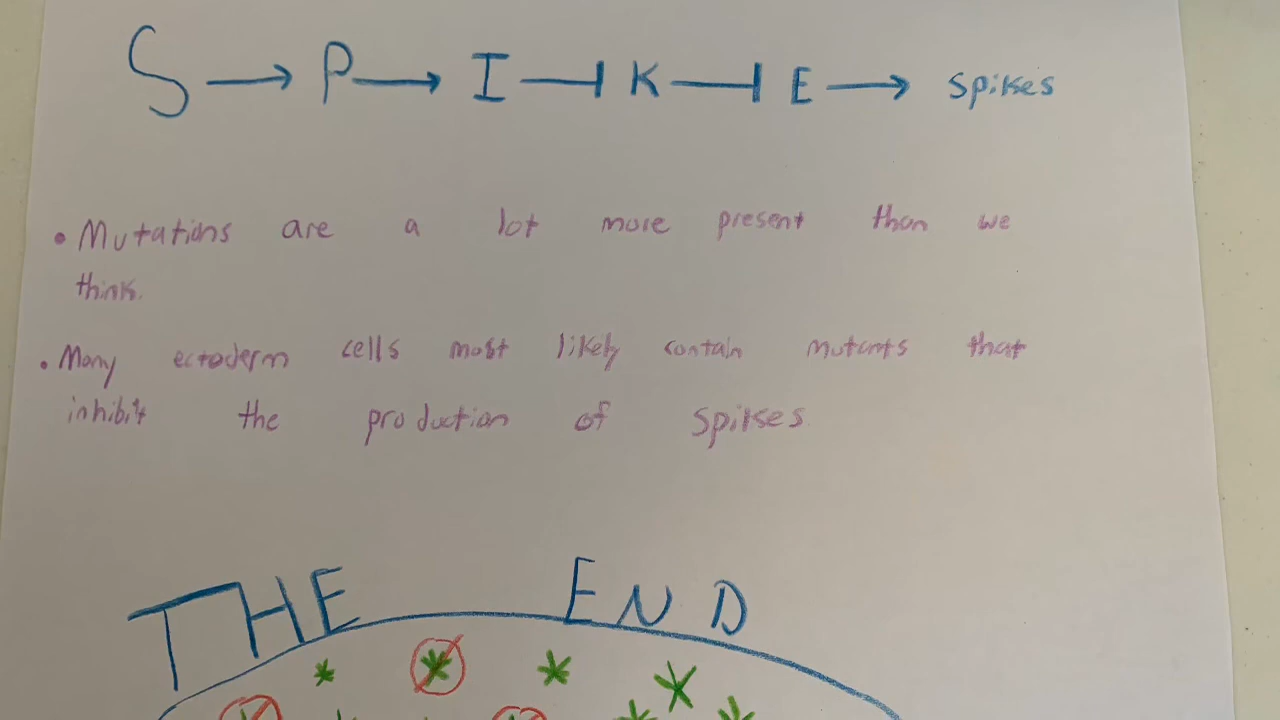 S → P → I ⊣ K ⊣ E → spikes
• Mutations are a lot more present than we
think.
• Many ectoderm cells most likely contain mutants that
inhibit the production of spikes.
THE END